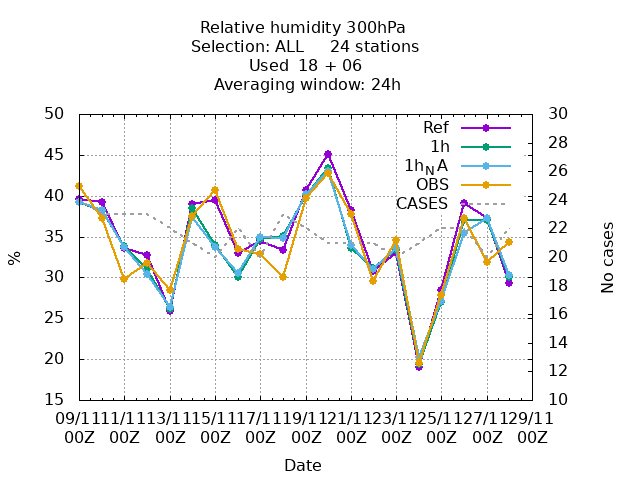 Relative humidity 300hPa
Selection: ALL 24 stations
Used 18 + 06
Averaging window: 24h
50
45
40
35
30
25
20
15
30
28
26
24
22
20
18
16
14
12
10
Ref
1h
1h_NA
OBS
CASES
%
No cases
09/11 11/11 13/11 15/11 17/11 19/11 21/11 23/11 25/11 27/11 29/11
00Z 00Z 00Z 00Z 00Z 00Z 00Z 00Z 00Z 00Z 00Z
Date